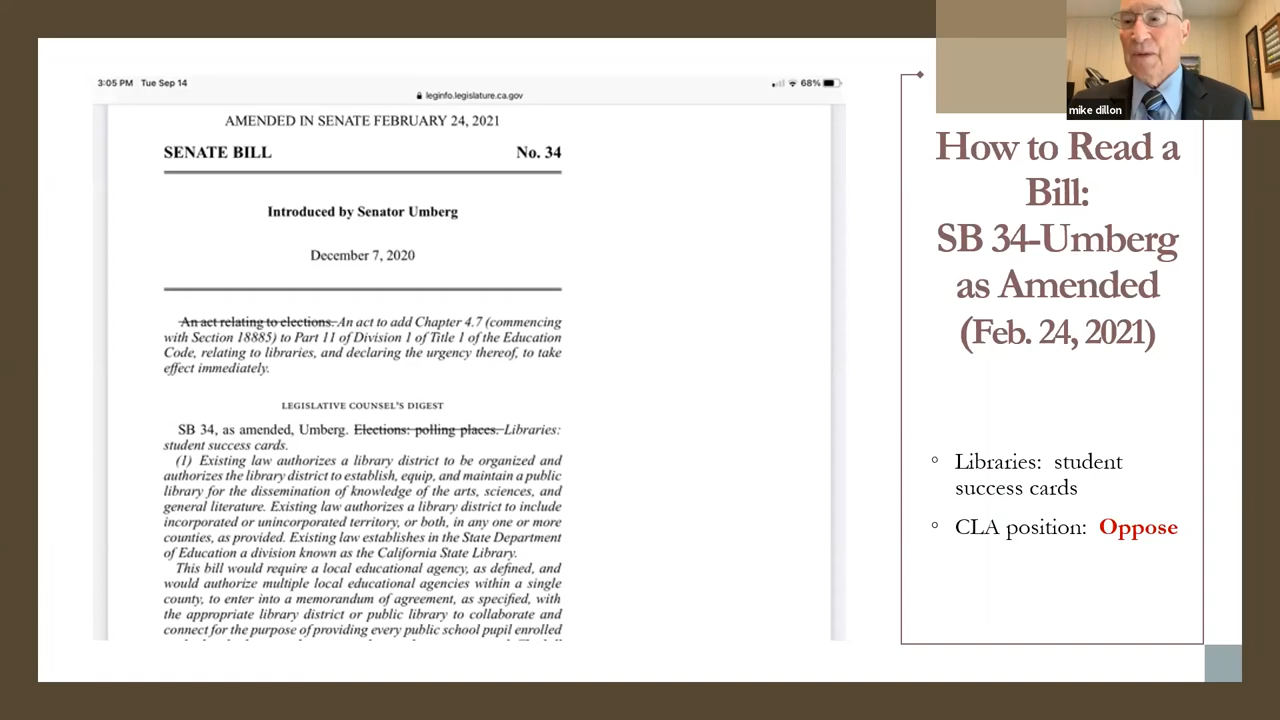 3:05 PM Tue Sep 14
68%
leginfo.legislature.ca.gov
AMENDED IN SENATE FEBRUARY 24, 2021
SENATE BILL No. 34
Introduced by Senator Umberg
December 7, 2020
An act relating to elections. An act to add Chapter 4.7 (commencing
with Section 18885) to Part 11 of Division 1 of Title 1 of the Education
Code, relating to libraries, and declaring the urgency thereof, to take
effect immediately.
LEGISLATIVE COUNSEL'S DIGEST
SB 34, as amended, Umberg. Elections: polling places. Libraries:
student success cards.
(1) Existing law authorizes a library district to be organized and
authorizes the library district to establish, equip, and maintain a public
library for the dissemination of knowledge of the arts, sciences, and
general literature. Existing law authorizes a library district to include
incorporated or unincorporated territory, or both, in any one or more
counties, as provided. Existing law establishes in the State Department
of Education a division known as the California State Library.
This bill would require a local educational agency, as defined, and
would authorize multiple local educational agencies within a single
county, to enter into a memorandum of agreement, as specified, with
the appropriate library district or public library to collaborate and
connect for the purpose of providing every public school pupil enrolled
mike dillon
How to Read a
Bill:
SB 34-Umberg
as Amended
(Feb. 24, 2021)
Libraries: student
success cards
CLA position: Oppose